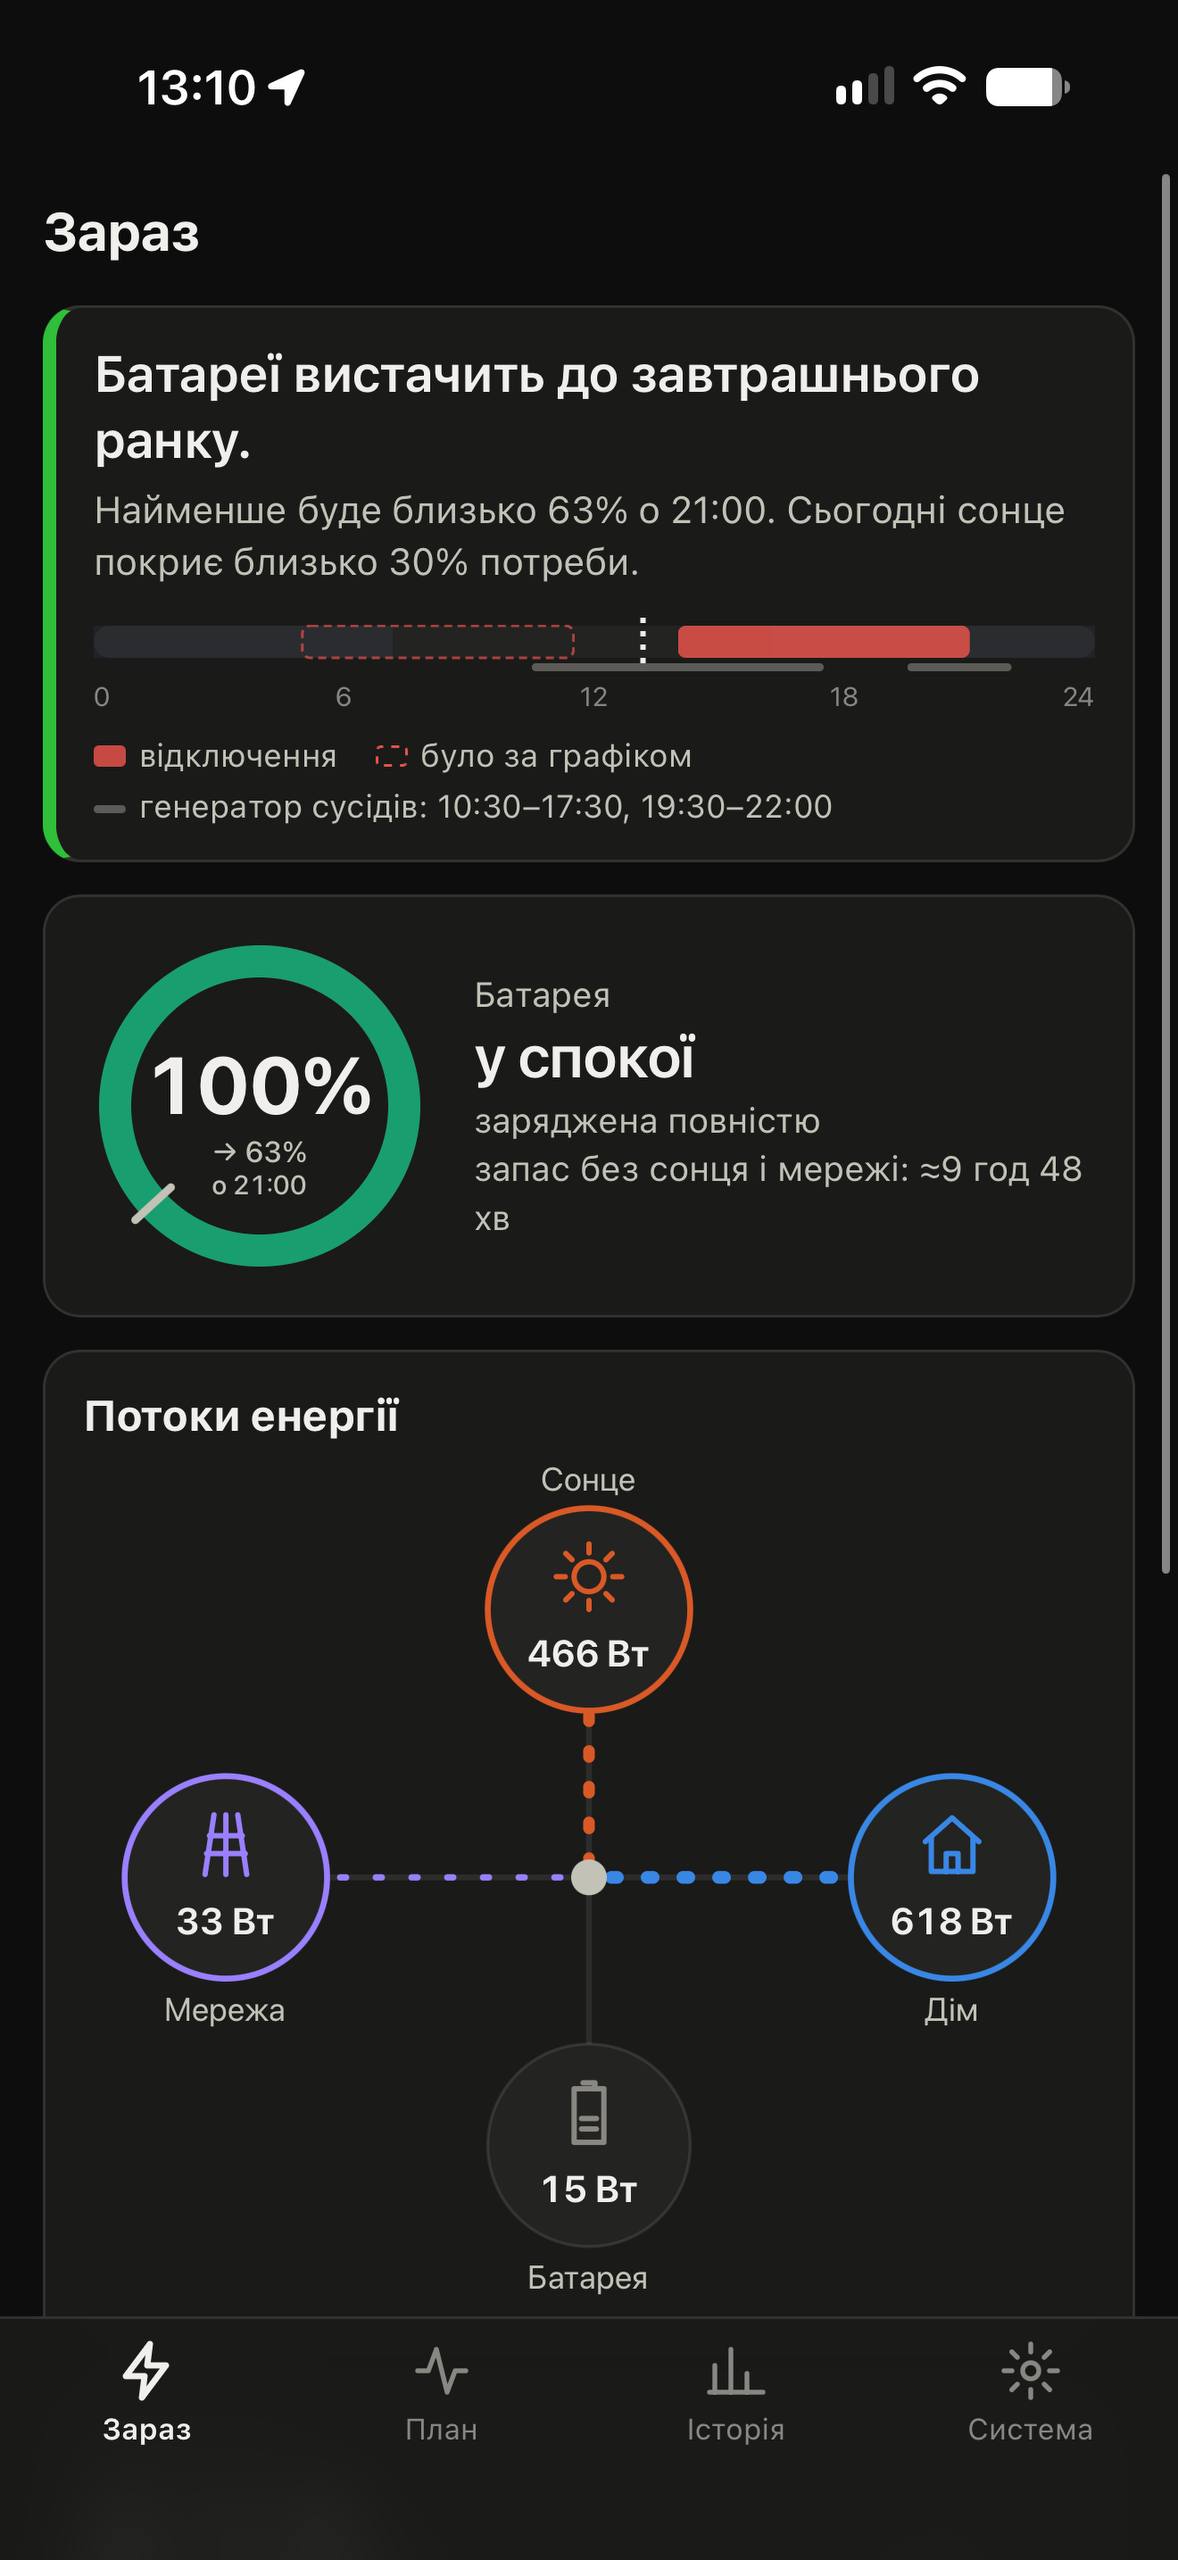 13:10
Зараз
Батареї вистачить до завтрашнього
ранку.
Найменше буде близько 63% о 21:00. Сьогодні сонце
покриє близько 30% потреби.
0 6 12 18 24
відключення було за графіком
генератор сусідів: 10:30–17:30, 19:30–22:00
100%
→ 63%
о 21:00
Батарея
у спокої
заряджена повністю
запас без сонця і мережі: ≈9 год 48
хв
Потоки енергії
Сонце
466 Вт
33 Вт
Мережа
618 Вт
Дім
15 Вт
Батарея
Зараз План Історія Система